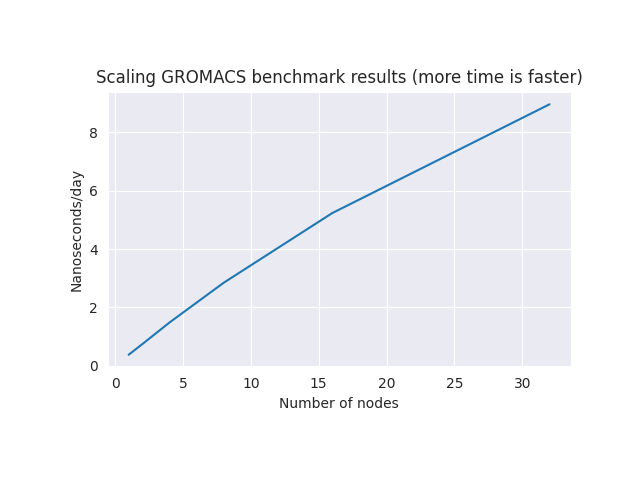 Scaling GROMACS benchmark results (more time is faster)
8
6
4
2
0
Nanoseconds/day
0 5 10 15 20 25 30
Number of nodes